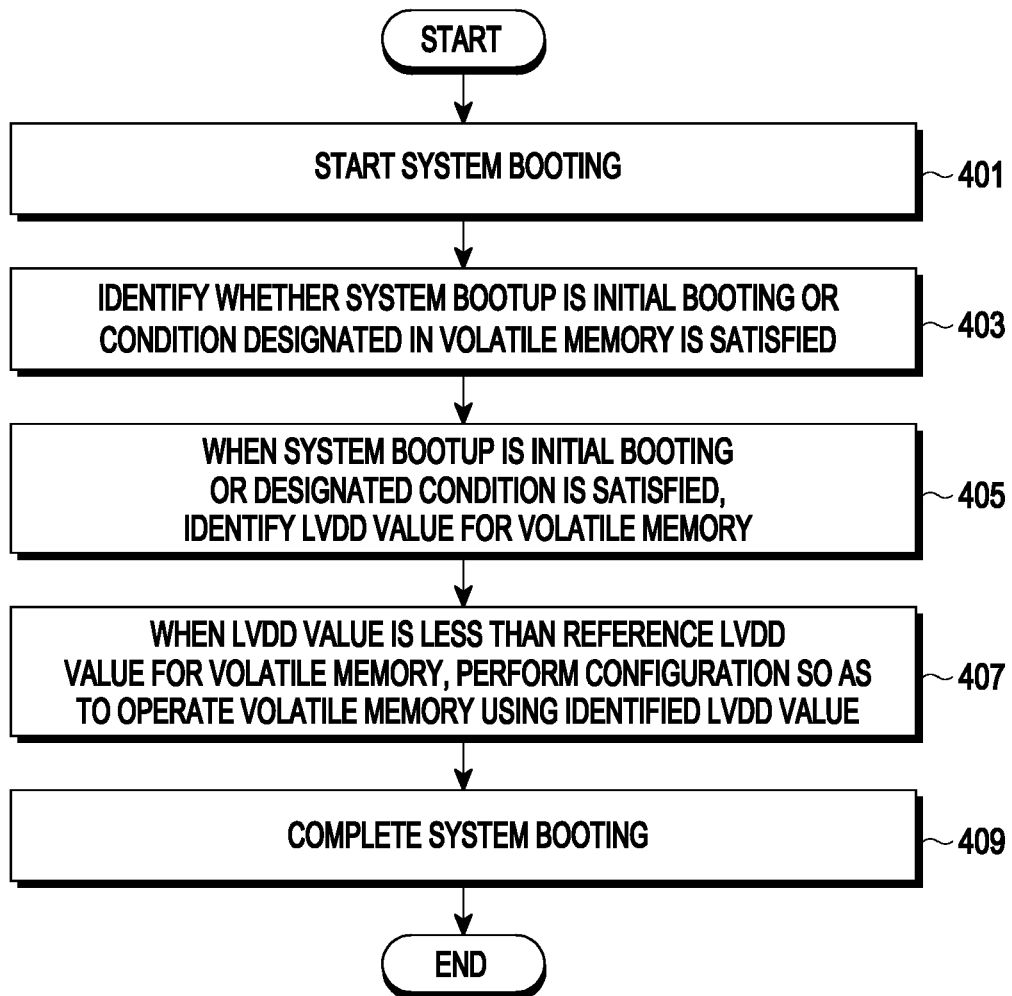 START
START SYSTEM BOOTING
401
IDENTIFY WHETHER SYSTEM BOOTUP IS INITIAL BOOTING OR
CONDITION DESIGNATED IN VOLATILE MEMORY IS SATISFIED
403
WHEN SYSTEM BOOTUP IS INITIAL BOOTING
OR DESIGNATED CONDITION IS SATISFIED,
IDENTIFY LVDD VALUE FOR VOLATILE MEMORY
405
WHEN LVDD VALUE IS LESS THAN REFERENCE LVDD
VALUE FOR VOLATILE MEMORY, PERFORM CONFIGURATION SO AS
TO OPERATE VOLATILE MEMORY USING IDENTIFIED LVDD VALUE
407
COMPLETE SYSTEM BOOTING
409
END